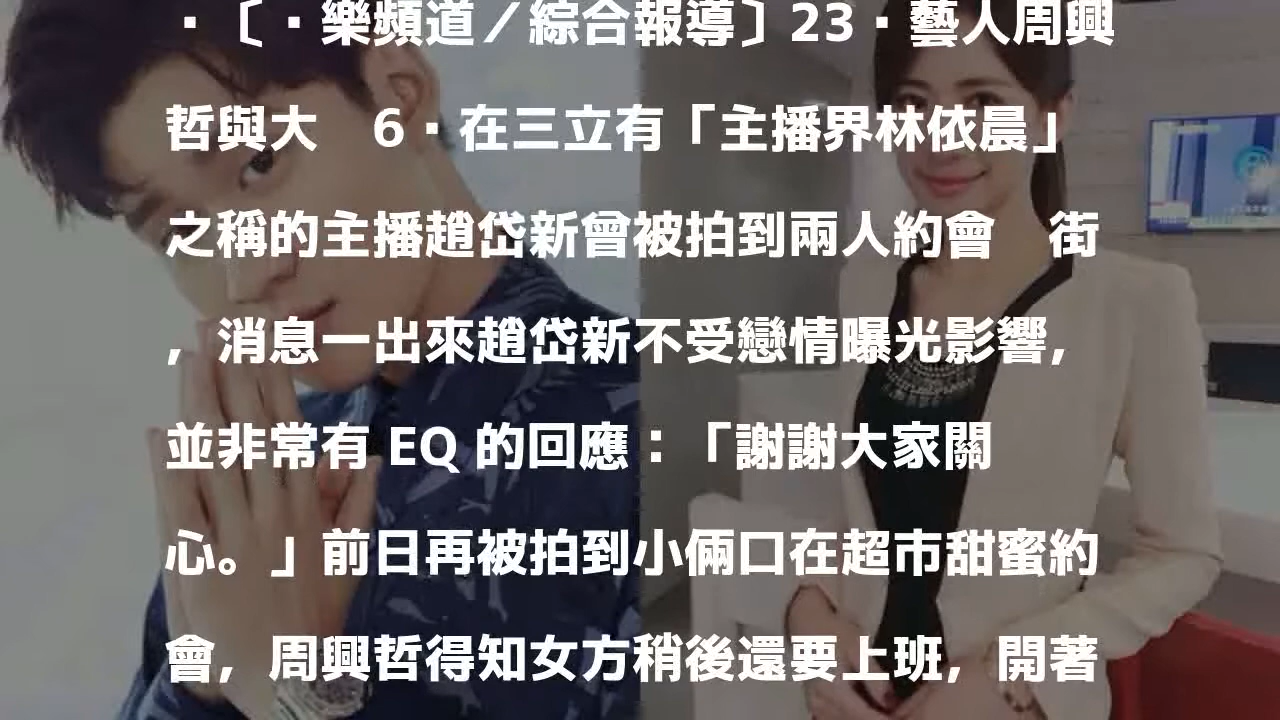 ▪〔▪樂頻道／綜合報導〕23▪藝人周興
哲與大　6▪在三立有「主播界林依晨」
之稱的主播趙岱新曾被拍到兩人約會　街
，消息一出來趙岱新不受戀情曝光影響，
並非常有 EQ 的回應：「謝謝大家關
心。」前日再被拍到小倆口在超市甜蜜約
會，周興哲得知女方稍後還要上班，開著